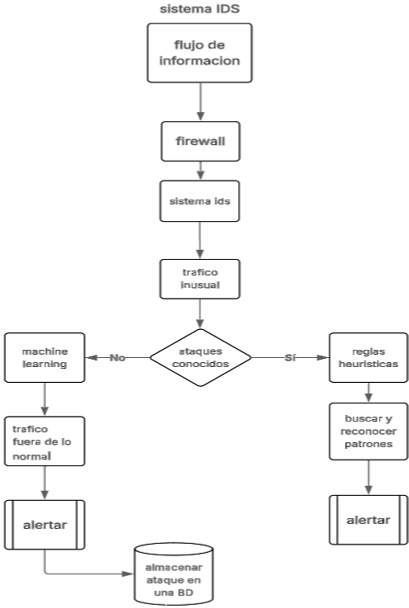 sistema IDS
flujo de
informacion
firewall
sistema ids
trafico
inusual
machine
learning
No
ataques
conocidos
Sí
reglas
heuristicas
trafico
fuera de lo
normal
buscar y
reconocer
patrones
alertar
alertar
almacenar
ataque en
una BD